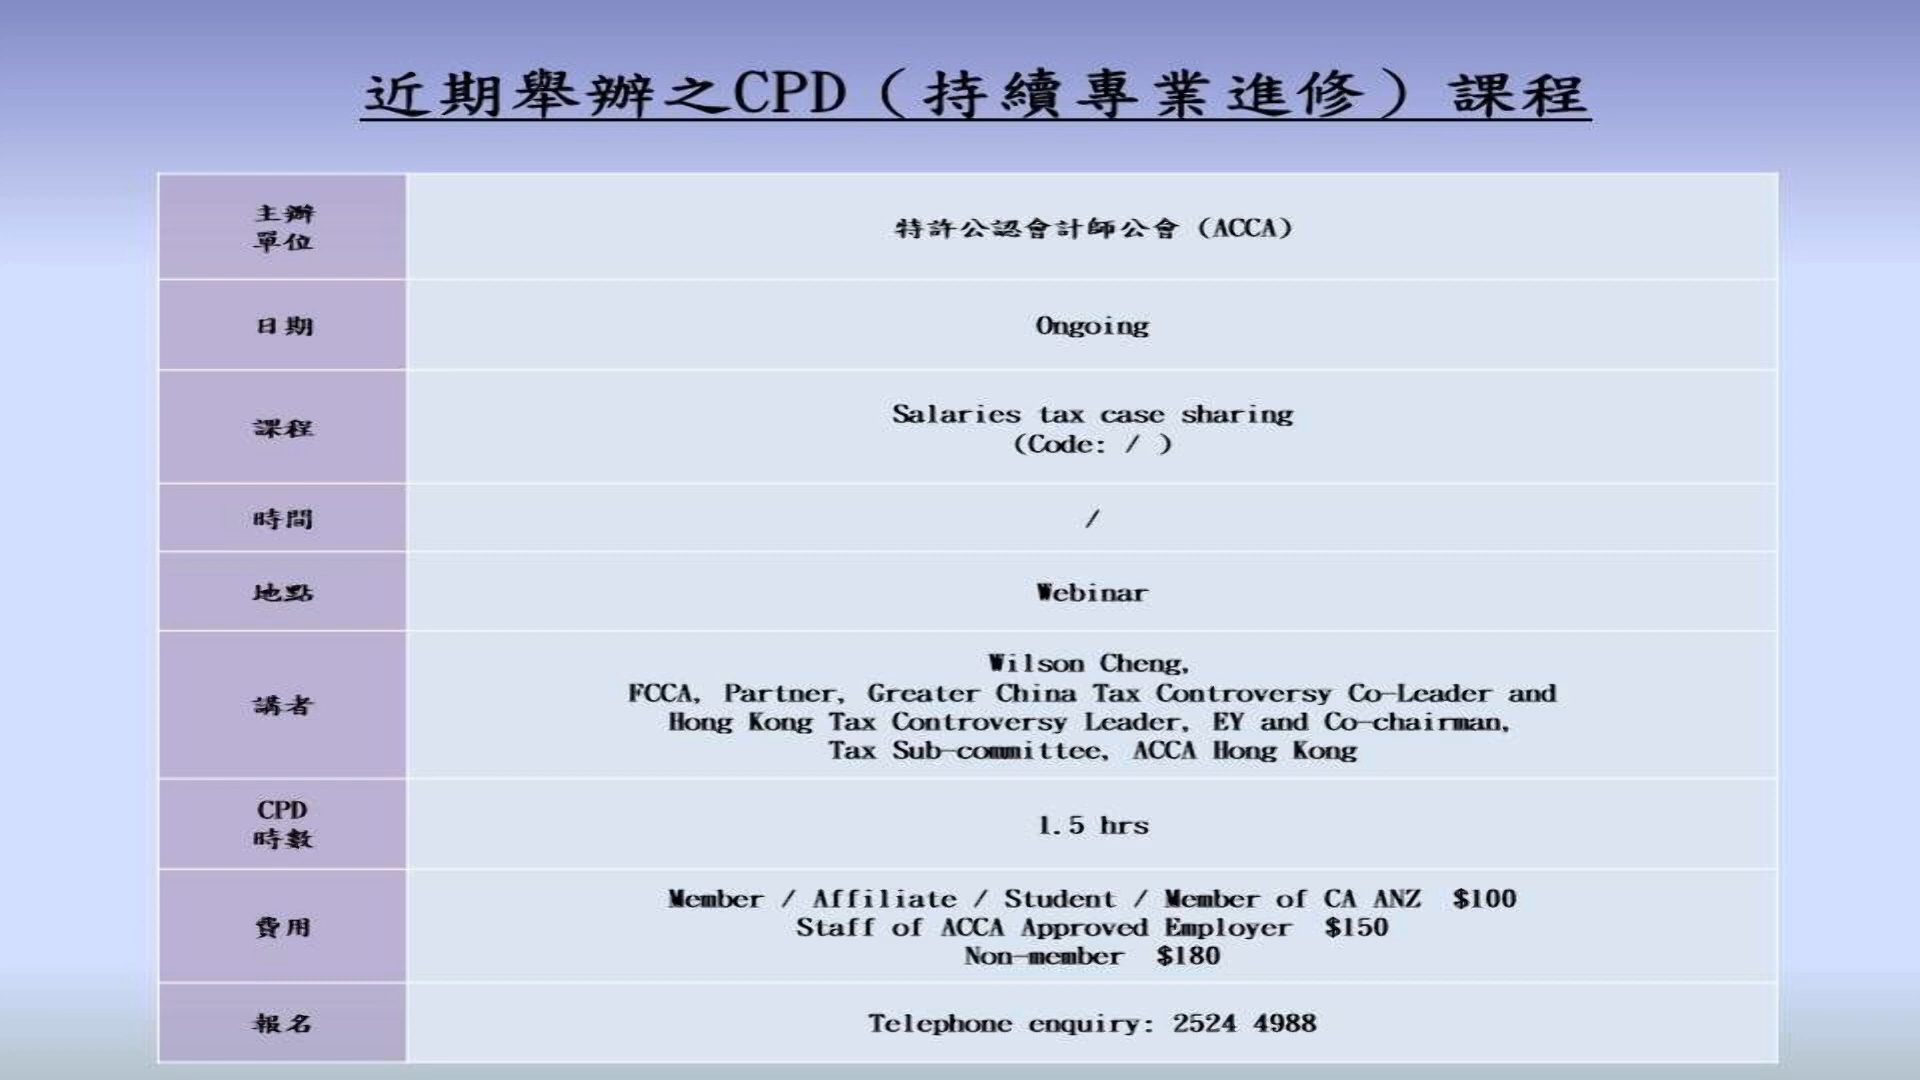 近期舉辦之CPD（持續專業進修）課程
主辦
單位
特許公認會計師公會 (ACCA)
日期
Ongoing
課程
Salaries tax case sharing
(Code: / )
時間
/
地點
Webinar
講者
Wilson Cheng,
FCCA, Partner, Greater China Tax Controversy Co-Leader and
Hong Kong Tax Controversy Leader, EY and Co-chairman,
Tax Sub-committee, ACCA Hong Kong
CPD
時數
1.5 hrs
費用
Member / Affiliate / Student / Member of CA ANZ  $100
Staff of ACCA Approved Employer  $150
Non-member  $180
報名
Telephone enquiry: 2524 4988